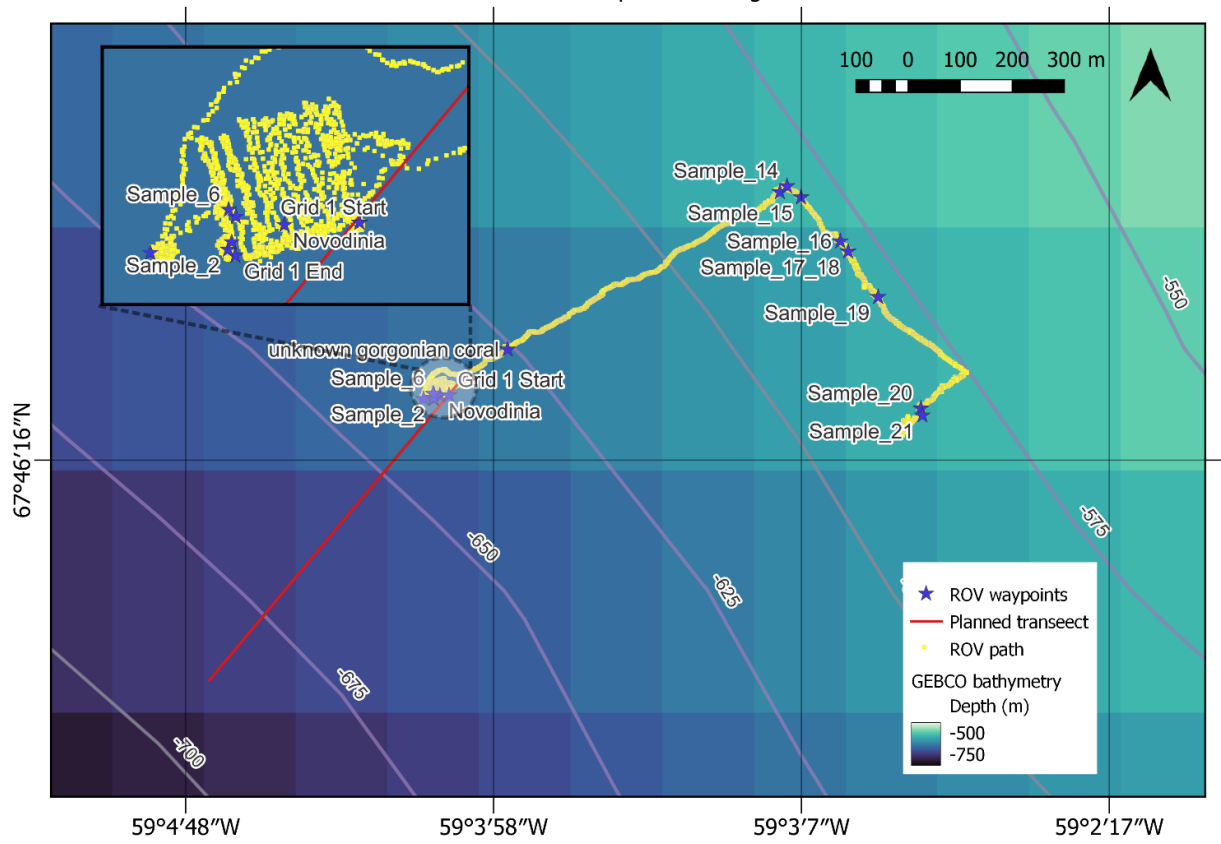 100 0 100 200 300 m
Sample_6
Grid 1 Start
Novodinia
Sample_2
Grid 1 End
Sample_14
Sample_15
Sample_16
Sample_17_18
Sample_19
-550
unknown gorgonian coral
Sample_6
Grid 1 Start
Sample_2
Novodinia
Sample_20
Sample_21
67°46′16″N
-650
-625
-575
-675
-700
ROV waypoints
Planned transeect
ROV path
GEBCO bathymetry
Depth (m)
-500
-750
59°4′48″W 59°3′58″W 59°3′7″W 59°2′17″W